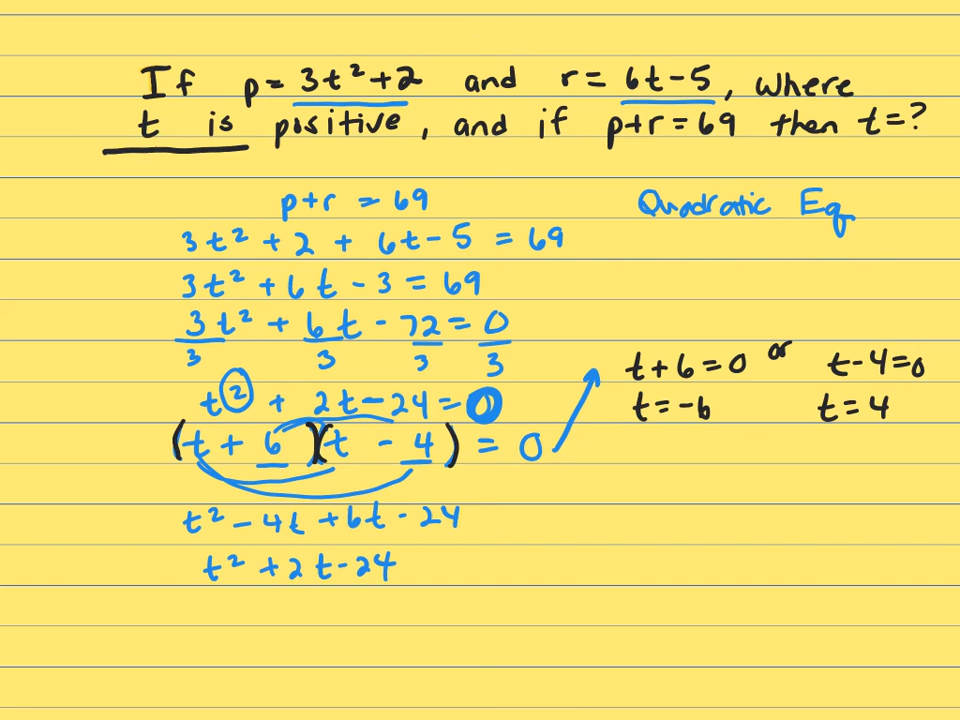 If p = 3t² + 2 and r = 6t - 5, where
t is positive, and if p+r = 69 then t = ?
p+r = 69
Quadratic Eq
3t² + 2 + 6t - 5 = 69
3t² + 6t - 3 = 69
3t² + 6t - 72 = 0
3 3 3 3
t² + 2t - 24 = 0
(t + 6)(t - 4) = 0
t + 6 = 0 or t - 4 = 0
t = -6 t = 4
t² - 4t + 6t - 24
t² + 2t - 24